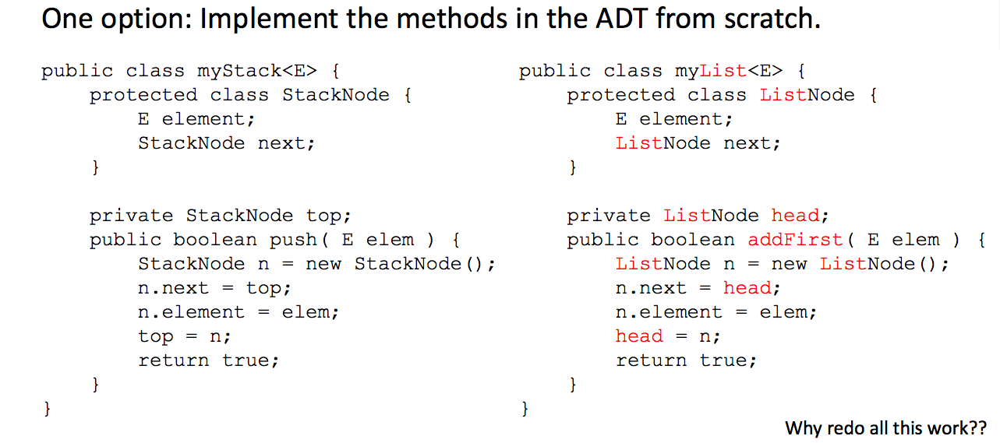 One option: Implement the methods in the ADT from scratch.
public class myStack<E> {
protected class StackNode {
E element;
StackNode next;
}
private StackNode top;
public boolean push( E elem ) {
StackNode n = new StackNode();
n.next = top;
n.element = elem;
top = n;
return true;
}
}
public class myList<E> {
protected class ListNode {
E element;
ListNode next;
}
private ListNode head;
public boolean addFirst( E elem ) {
ListNode n = new ListNode();
n.next = head;
n.element = elem;
head = n;
return true;
}
}
Why redo all this work??